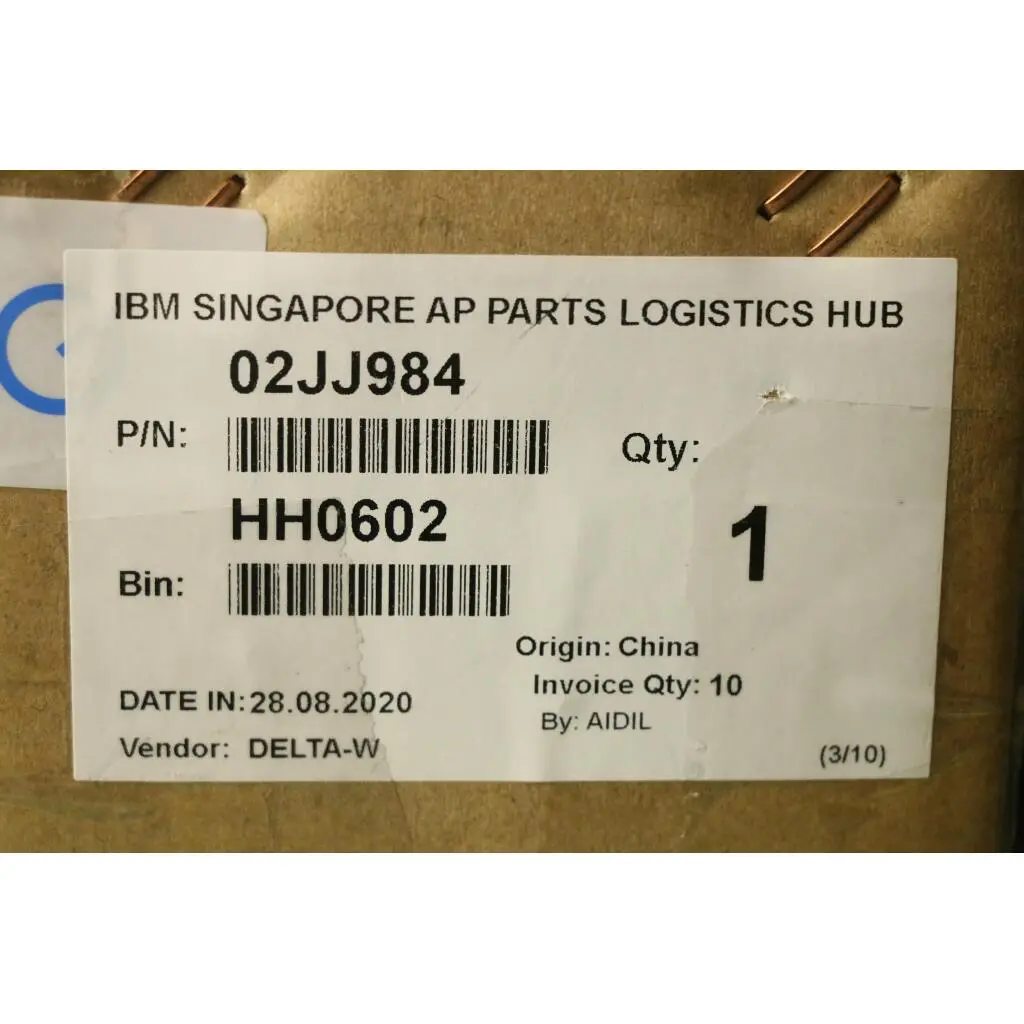 IBM SINGAPORE AP PARTS LOGISTICS HUB
02JJ984
P/N:
Qty:
HH0602
1
Bin:
Origin: China
Invoice Qty: 10
DATE IN: 28.08.2020
By: AIDIL
Vendor: DELTA-W
(3/10)